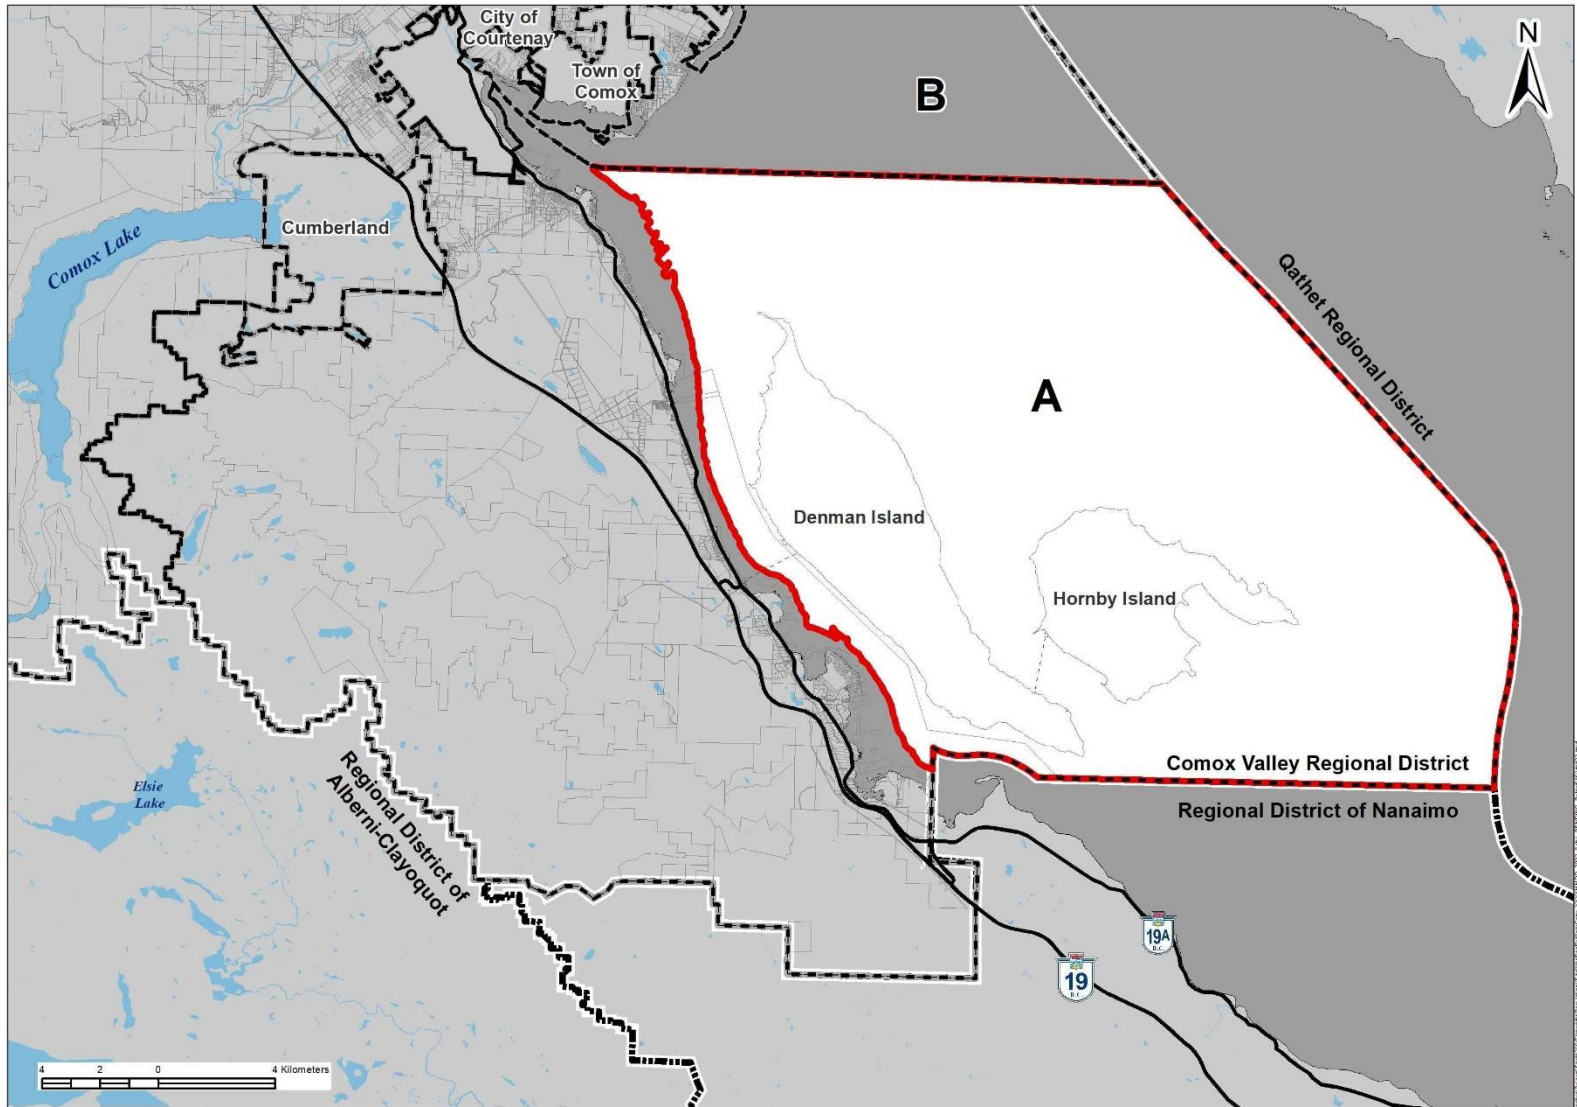 City of
Courtenay
Town of
Comox
B
N
Cumberland
Comox Lake
Qathet Regional District
A
Denman Island
Hornby Island
Comox Valley Regional District
Regional District of Nanaimo
Elsie
Lake
Regional District of
Alberni-Clayoquot
19A
B.C.
19
B.C.
4 2 0 4 Kilometers